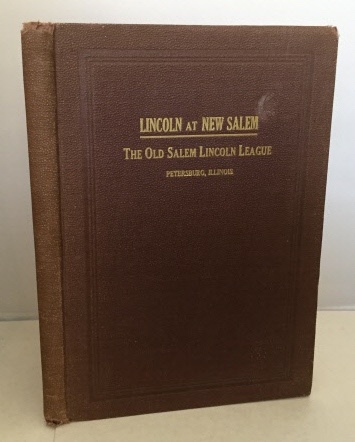 LINCOLN AT NEW SALEM
THE OLD SALEM LINCOLN LEAGUE
PETERSBURG, ILLINOIS